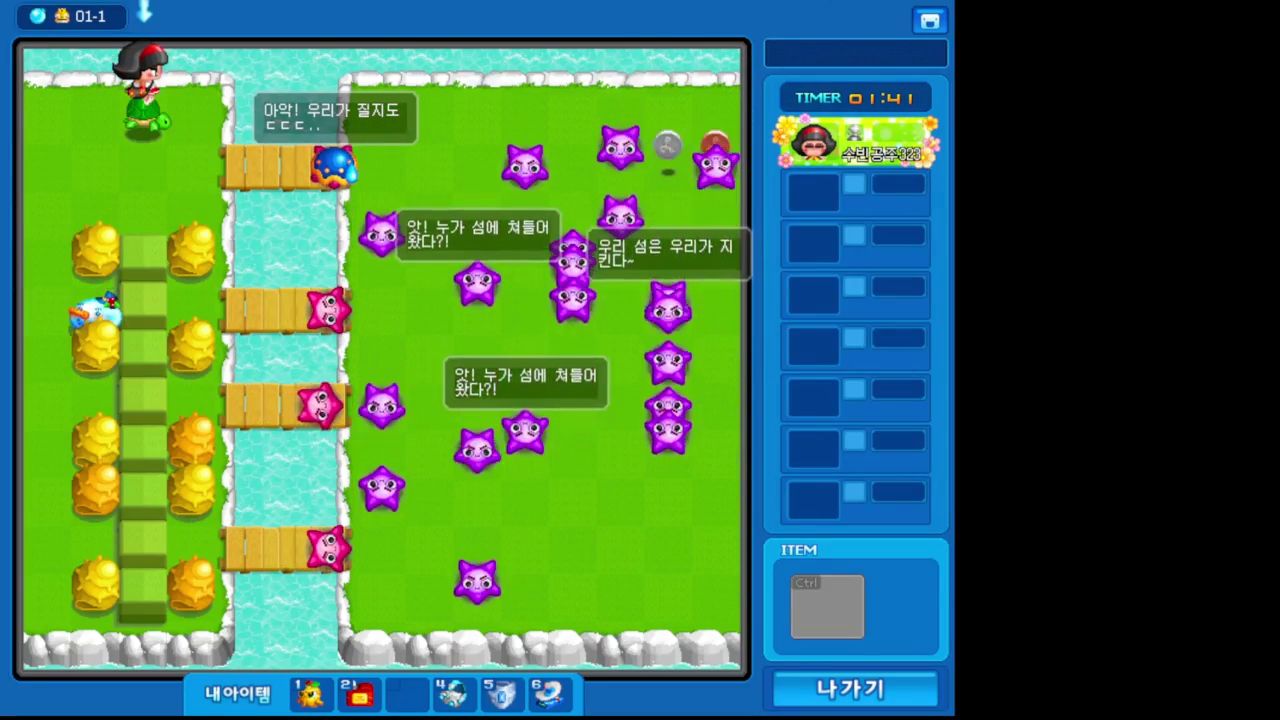 01-1
TIMER 01:41
수빈공주323
아악! 우리가 질지도
ㄷㄷㄷ..
앗! 누가 섬에 쳐들어
왔다?!
우리 섬은 우리가 지
킨다~
앗! 누가 섬에 쳐들어
왔다?!
ITEM
Ctrl
내아이템
1
2
4
5
6
나가기